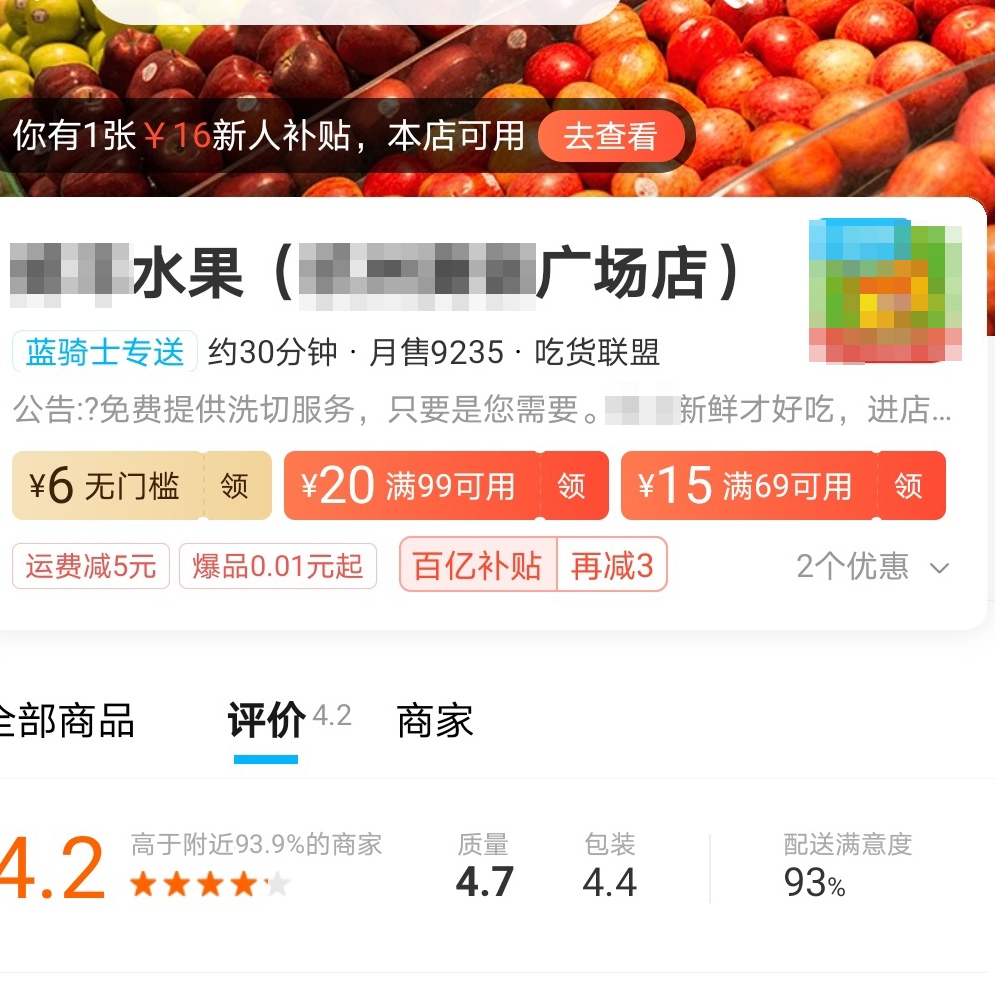 你有1张￥16新人补贴，本店可用 去查看
水果（广场店）
蓝骑士专送 约30分钟 · 月售9235 · 吃货联盟
公告:?免费提供洗切服务，只要是您需要。新鲜才好吃，进店...
¥6 无门槛 领 ¥20 满99可用 领 ¥15 满69可用 领
运费减5元 爆品0.01元起 百亿补贴 再减3 2个优惠
全部商品 评价 4.2 商家
4.2 高于附近93.9%的商家 质量 4.7 包装 4.4 配送满意度 93%